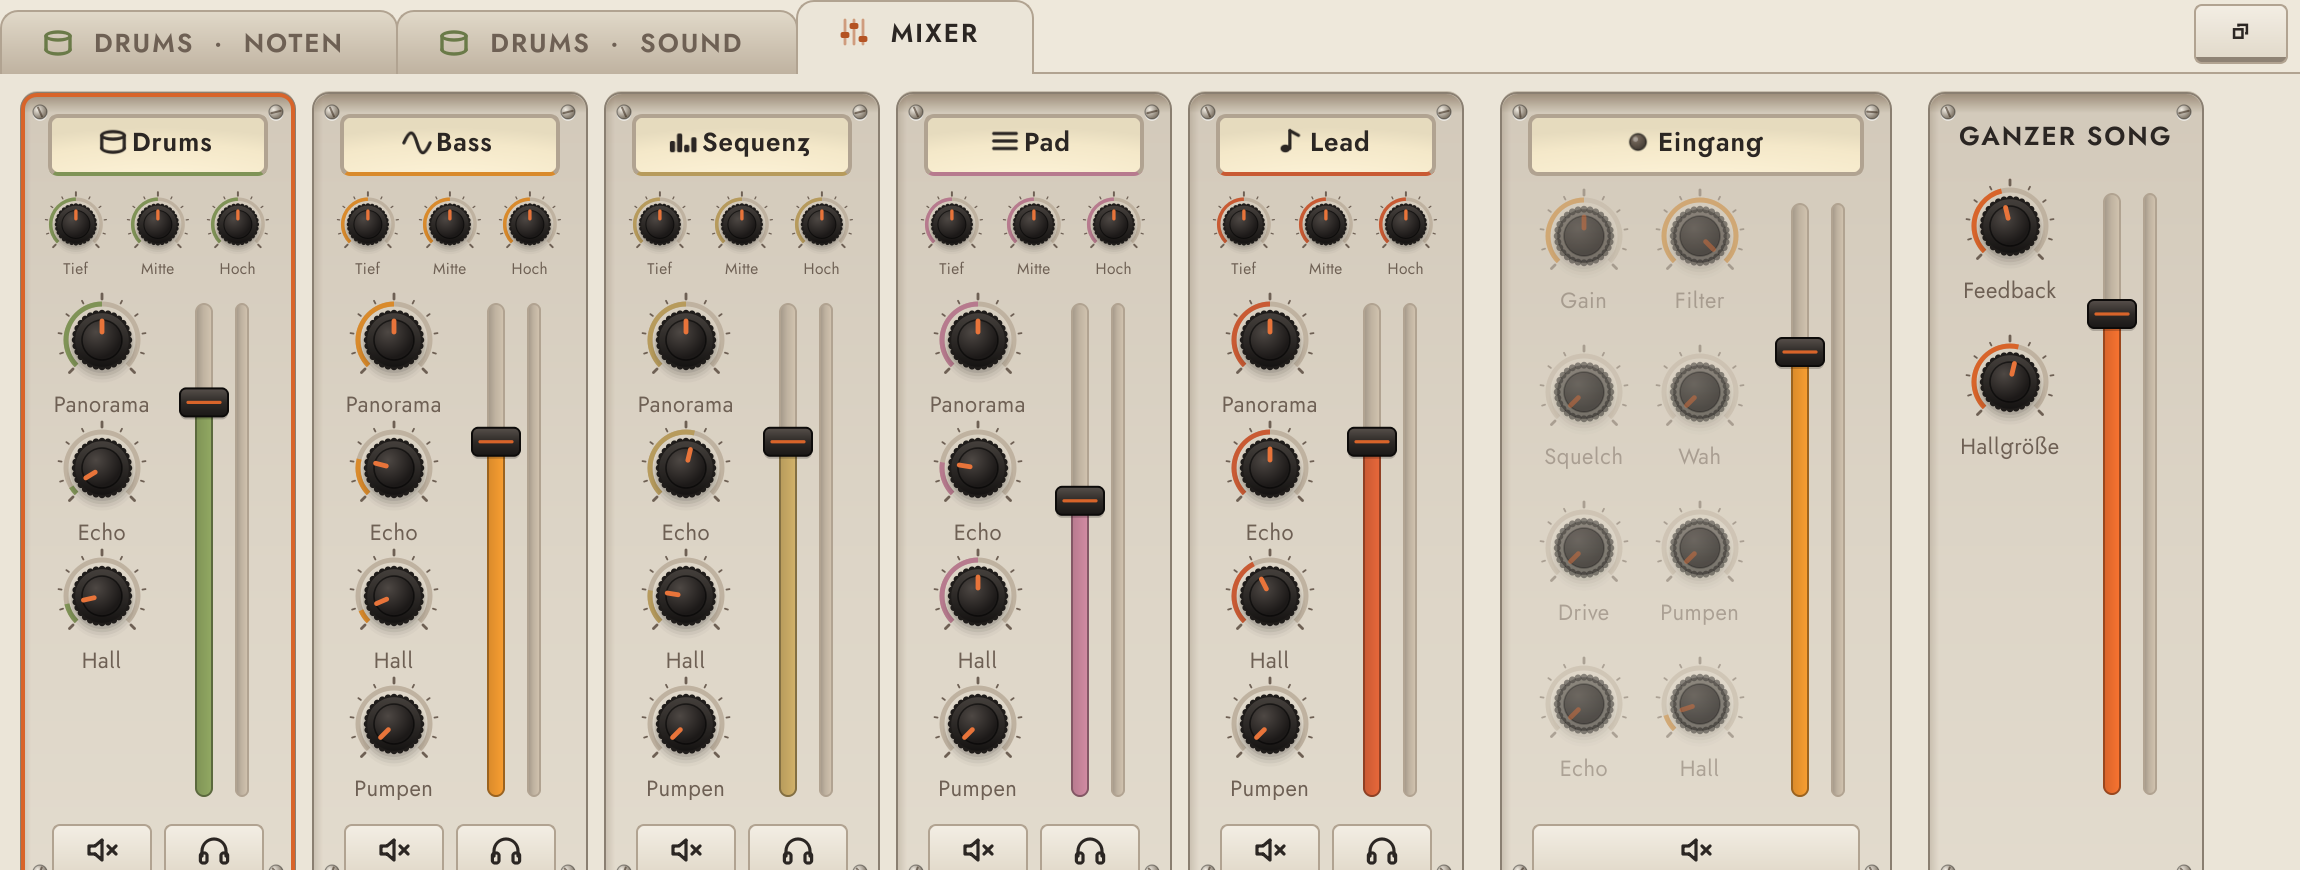 DRUMS · NOTEN
DRUMS · SOUND
MIXER
Drums
Bass
Sequenz
Pad
Lead
Eingang
GANZER SONG
Tief Mitte Hoch
Tief Mitte Hoch
Tief Mitte Hoch
Tief Mitte Hoch
Tief Mitte Hoch
Gain Filter
Feedback
Panorama
Panorama
Panorama
Panorama
Panorama
Squelch Wah
Hallgröße
Echo
Echo
Echo
Echo
Echo
Drive Pumpen
Hall
Hall
Hall
Hall
Hall
Echo Hall
Pumpen
Pumpen
Pumpen
Pumpen